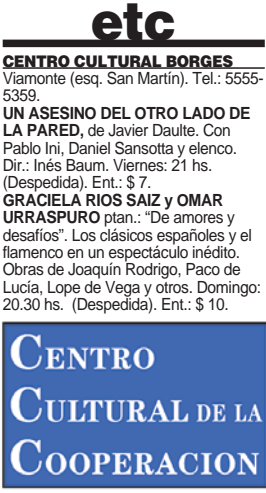 etc
CENTRO CULTURAL BORGES
Viamonte (esq. San Martín). Tel.: 5555-
5359.
UN ASESINO DEL OTRO LADO DE
LA PARED, de Javier Daulte. Con
Pablo Ini, Daniel Sansotta y elenco.
Dir.: Inés Baum. Viernes: 21 hs.
(Despedida). Ent.: $ 7.
GRACIELA RIOS SAIZ y OMAR
URRASPURO ptan.: “De amores y
desafíos”. Los clásicos españoles y el
flamenco en un espectáculo inédito.
Obras de Joaquín Rodrigo, Paco de
Lucía, Lope de Vega y otros. Domingo:
20.30 hs. (Despedida). Ent.: $ 10.
CENTRO
CULTURAL DE LA
COOPERACION